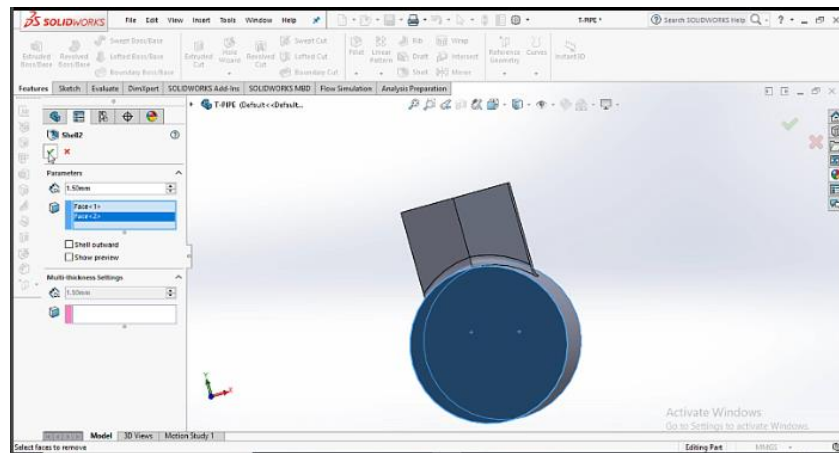 SOLIDWORKS File Edit View Insert Tools Window Help T-PIPE * Search SOLIDWORKS Help
Extruded Boss/Base
Revolved Boss/Base
Swept Boss/Base
Lofted Boss/Base
Boundary Boss/Base
Extruded Cut
Hole Wizard
Revolved Cut
Swept Cut
Lofted Cut
Boundary Cut
Fillet
Linear Pattern
Rib
Draft
Shell
Wrap
Intersect
Mirror
Reference Geometry
Curves
Instant3D
Features Sketch Evaluate DimXpert SOLIDWORKS Add-Ins SOLIDWORKS MBD Flow Simulation Analysis Preparation
T-PIPE (Default<<Default...
Shell2
Parameters
1.50mm
Face<1>
Face<2>
Shell outward
Show preview
Multi-thickness Settings
1.50mm
Y
X
Activate Windows
Go to Settings to activate Windows.
Model 3D Views Motion Study 1
Select faces to remove Editing Part MMGS